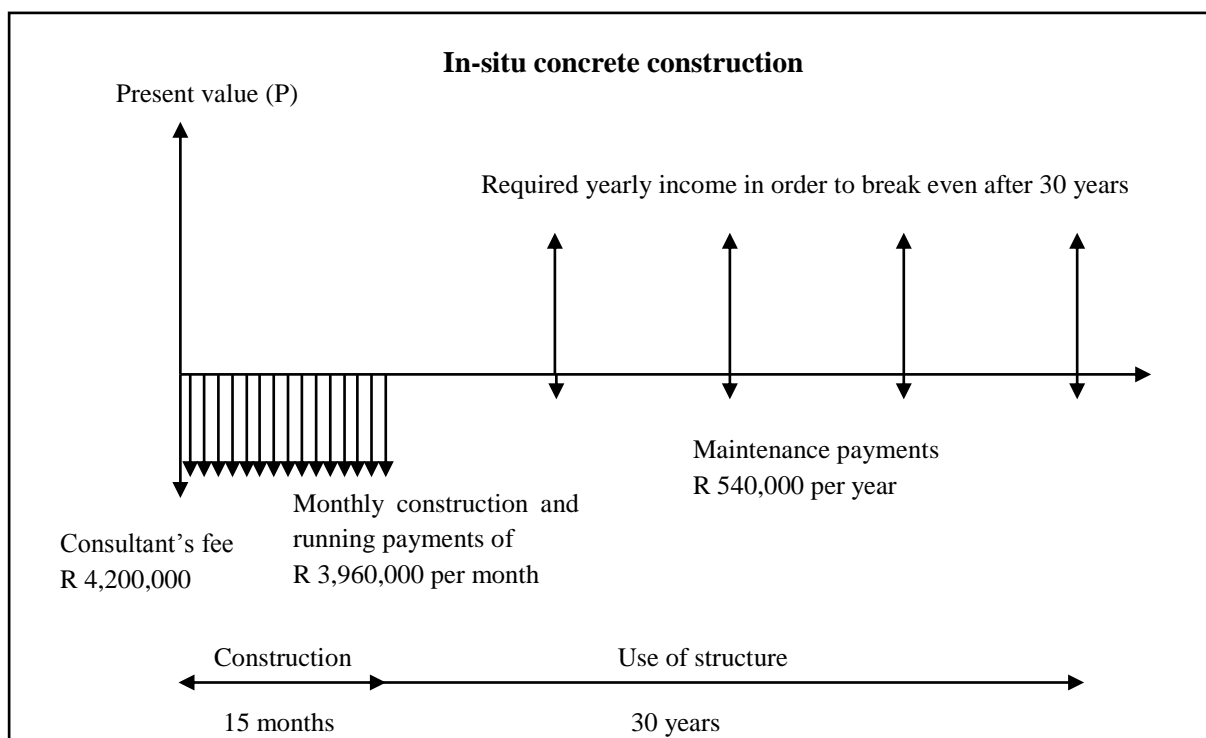 In-situ concrete construction
Present value (P)
Required yearly income in order to break even after 30 years
Maintenance payments
R 540,000 per year
Monthly construction and
running payments of
R 3,960,000 per month
Consultant’s fee
R 4,200,000
Construction
Use of structure
15 months
30 years